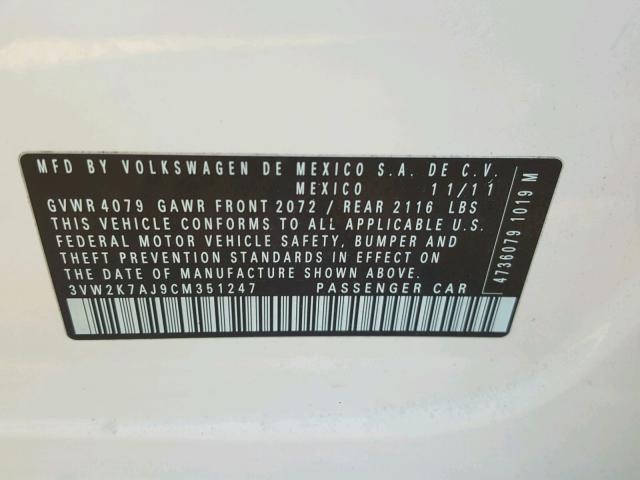 MFD BY VOLKSWAGEN DE MEXICO S.A. DE C.V.
MEXICO 11/11
GVWR 4079 GAWR FRONT 2072 / REAR 2116 LBS
THIS VEHICLE CONFORMS TO ALL APPLICABLE U.S.
FEDERAL MOTOR VEHICLE SAFETY, BUMPER AND
THEFT PREVENTION STANDARDS IN EFFECT ON
THE DATE OF MANUFACTURE SHOWN ABOVE.
3VW2K7AJ9CM351247 PASSENGER CAR
4736079 1019 M